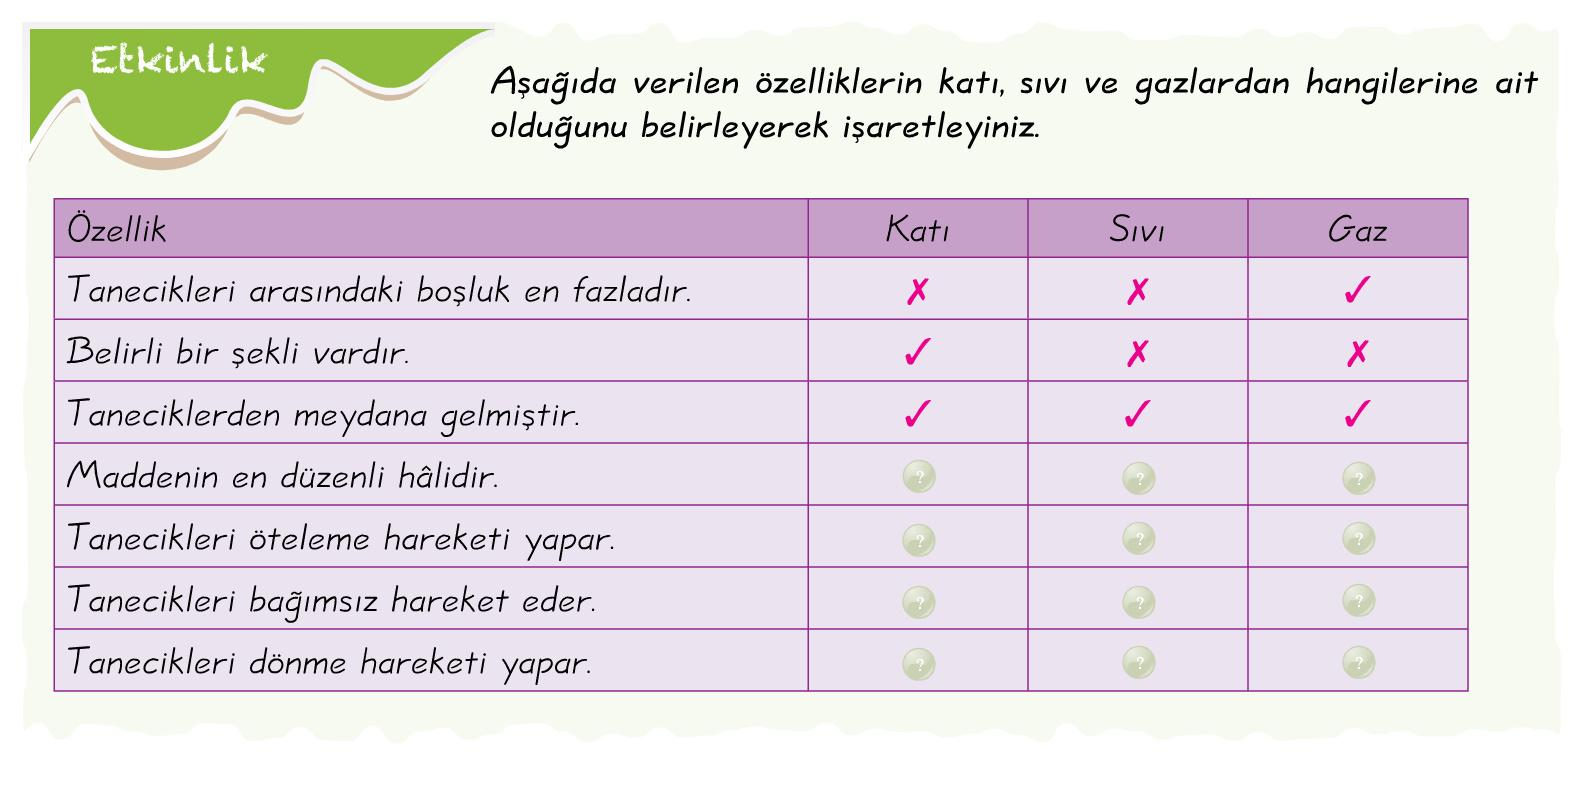 Etkinlik
Aşağıda verilen özelliklerin katı, sıvı ve gazlardan hangilerine ait
olduğunu belirleyerek işaretleyiniz.
Özellik Katı Sıvı Gaz
Tanecikleri arasındaki boşluk en fazladır. ✗ ✗ ✓
Belirli bir şekli vardır. ✓ ✗ ✗
Taneciklerden meydana gelmiştir. ✓ ✓ ✓
Maddenin en düzenli hâlidir. ? ? ?
Tanecikleri öteleme hareketi yapar. ? ? ?
Tanecikleri bağımsız hareket eder. ? ? ?
Tanecikleri dönme hareketi yapar. ? ? ?